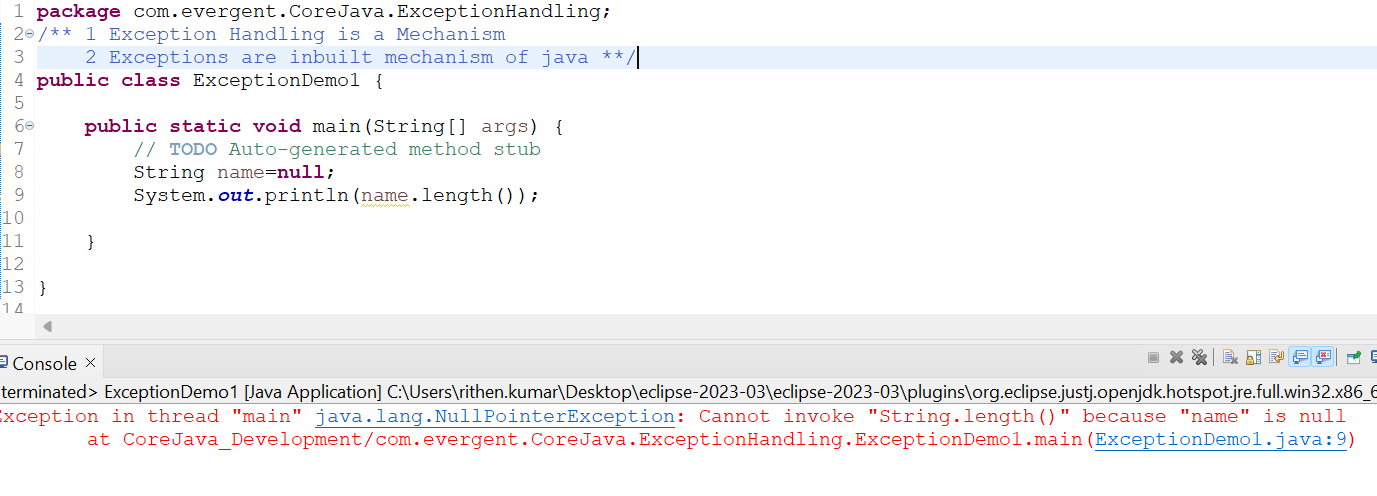 1 package com.evergent.CoreJava.ExceptionHandling;
2 /** 1 Exception Handling is a Mechanism
3     2 Exceptions are inbuilt mechanism of java **/
4 public class ExceptionDemo1 {
5
6     public static void main(String[] args) {
7         // TODO Auto-generated method stub
8         String name=null;
9         System.out.println(name.length());
10
11     }
12
13 }
14
Console ×
terminated> ExceptionDemo1 [Java Application] C:\Users\rithen.kumar\Desktop\eclipse-2023-03\eclipse-2023-03\plugins\org.eclipse.justj.openjdk.hotspot.jre.full.win32.x86_6
Exception in thread "main" java.lang.NullPointerException: Cannot invoke "String.length()" because "name" is null
at CoreJava_Development/com.evergent.CoreJava.ExceptionHandling.ExceptionDemo1.main(ExceptionDemo1.java:9)